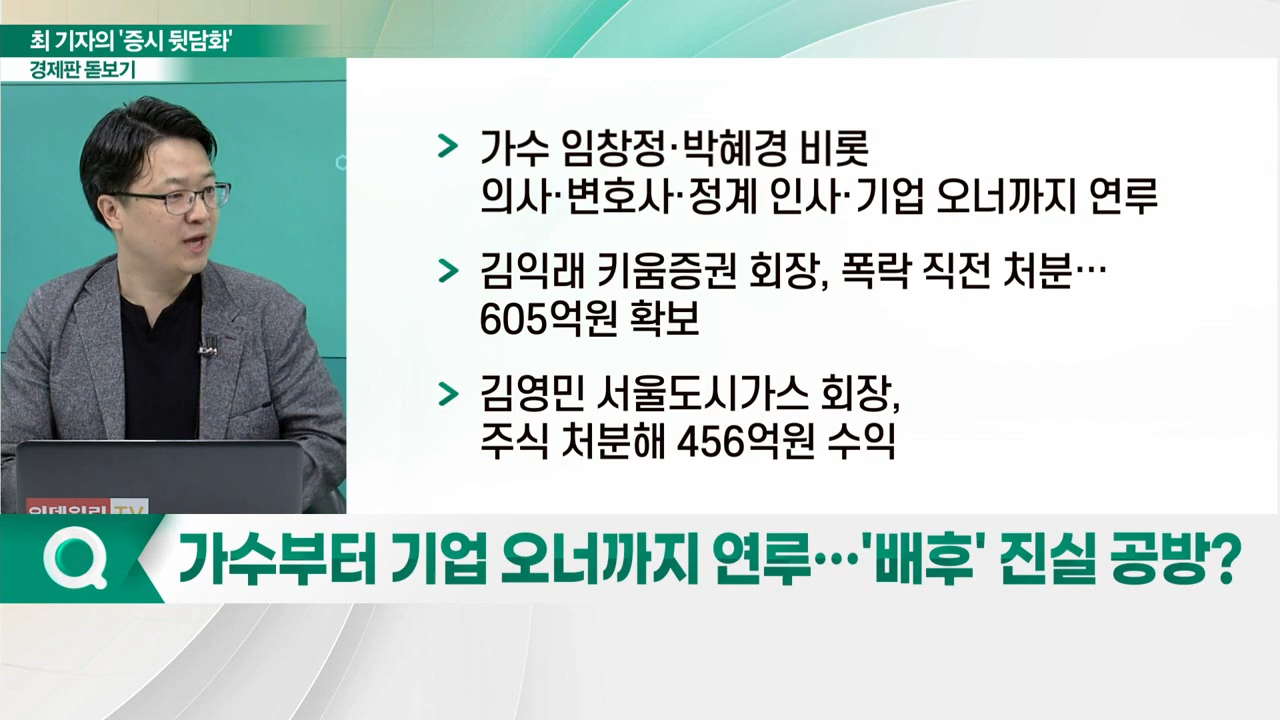 최 기자의 '증시 뒷담화'
경제판 돋보기
> 가수 임창정·박혜경 비롯
의사·변호사·정계 인사·기업 오너까지 연루
> 김익래 키움증권 회장, 폭락 직전 처분…
605억원 확보
> 김영민 서울도시가스 회장,
주식 처분해 456억원 수익
이데일리 TV
가수부터 기업 오너까지 연루…'배후' 진실 공방?